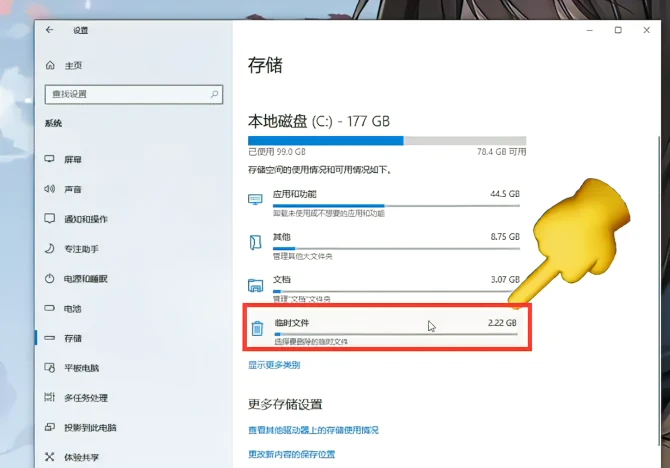 设置
主页
查找设置
系统
屏幕
声音
通知和操作
专注助手
电源和睡眠
电池
存储
平板电脑
多任务处理
投影到此电脑
体验共享
存储
本地磁盘 (C:) - 177 GB
已使用 99.0 GB
78.4 GB 可用
存储空间的使用情况和可用情况如下。
应用和功能
44.5 GB
卸载未使用或不想要的应用和功能
其他
8.75 GB
管理其他大文件夹
文档
3.07 GB
管理"文档"文件夹
临时文件
2.22 GB
选择要删除的临时文件
显示更多类别
更多存储设置
查看其他驱动器上的存储使用情况
更改新内容的保存位置